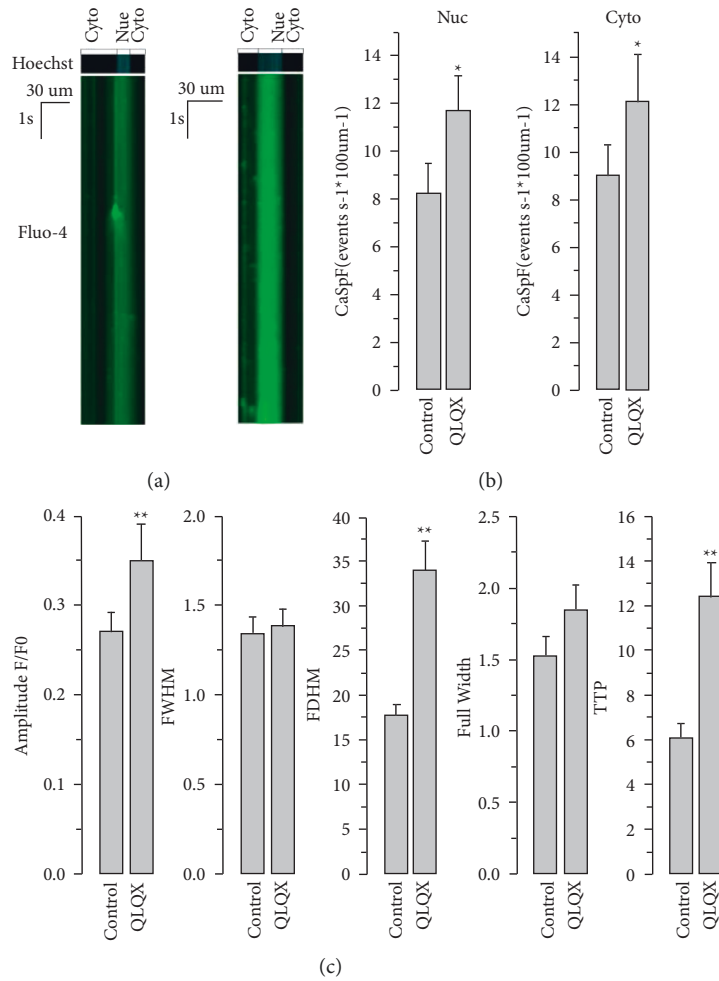 Cyto
Nue
Cyto
Cyto
Nue
Cyto
Hoechst
30 um
1s
30 um
1s
Fluo-4
(a)
Nuc
CaSpF(events s-1*100um-1)
14
12
10
8
6
4
2
0
*
Control
QLQX
Cyto
CaSpF(events s-1*100um-1)
14
12
10
8
6
4
2
0
*
Control
QLQX
(b)
Amplitude F/F0
0.4
0.3
0.2
0.1
0.0
**
Control
QLQX
FWHM
2.0
1.5
1.0
0.5
0.0
Control
QLQX
FDHM
40
35
30
25
20
15
10
5
0
**
Control
QLQX
Full Width
2.5
2.0
1.5
1.0
0.5
0.0
Control
QLQX
TTP
16
14
12
10
8
6
4
2
0
**
Control
QLQX
(c)